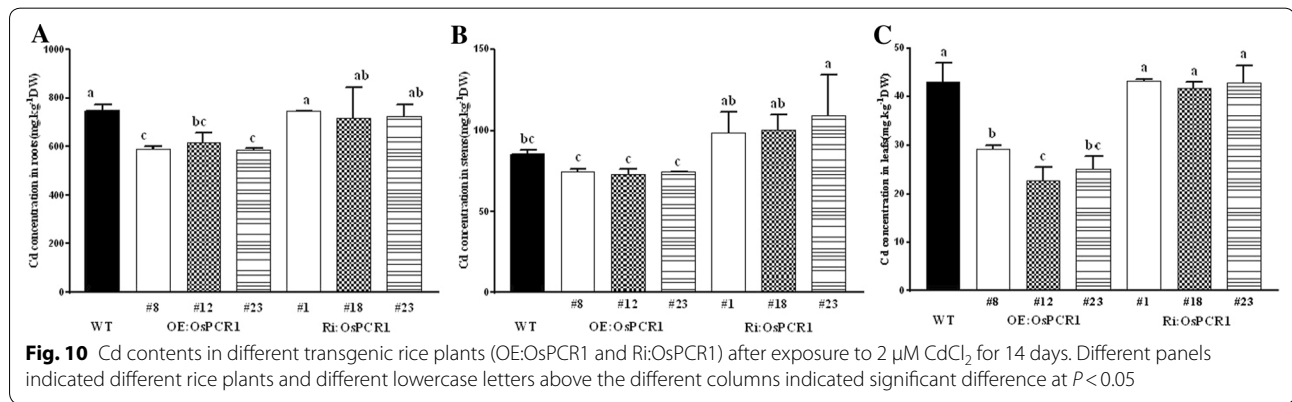 A
B
C
Cd concentration in roots(mg.kg-1DW)
1000
800
600
400
200
0
a
c
bc
c
a
ab
ab
#8 #12 #23 #1 #18 #23
WT OE:OsPCR1 Ri:OsPCR1
Cd conrentration in stems(mg.kg-1DW)
150
100
50
0
bc
c
c
c
ab
ab
a
#8 #12 #23 #1 #18 #23
WT OE:OsPCR1 Ri:OsPCR1
Cd concentration in leafs(mg.kg-1DW)
50
40
30
20
10
0
a
b
c
bc
a
a
a
#8 #12 #23 #1 #18 #23
WT OE:OsPCR1 Ri:OsPCR1
Fig. 10 Cd contents in different transgenic rice plants (OE:OsPCR1 and Ri:OsPCR1) after exposure to 2 μM CdCl2 for 14 days. Different panels
indicated different rice plants and different lowercase letters above the different columns indicated significant difference at P < 0.05